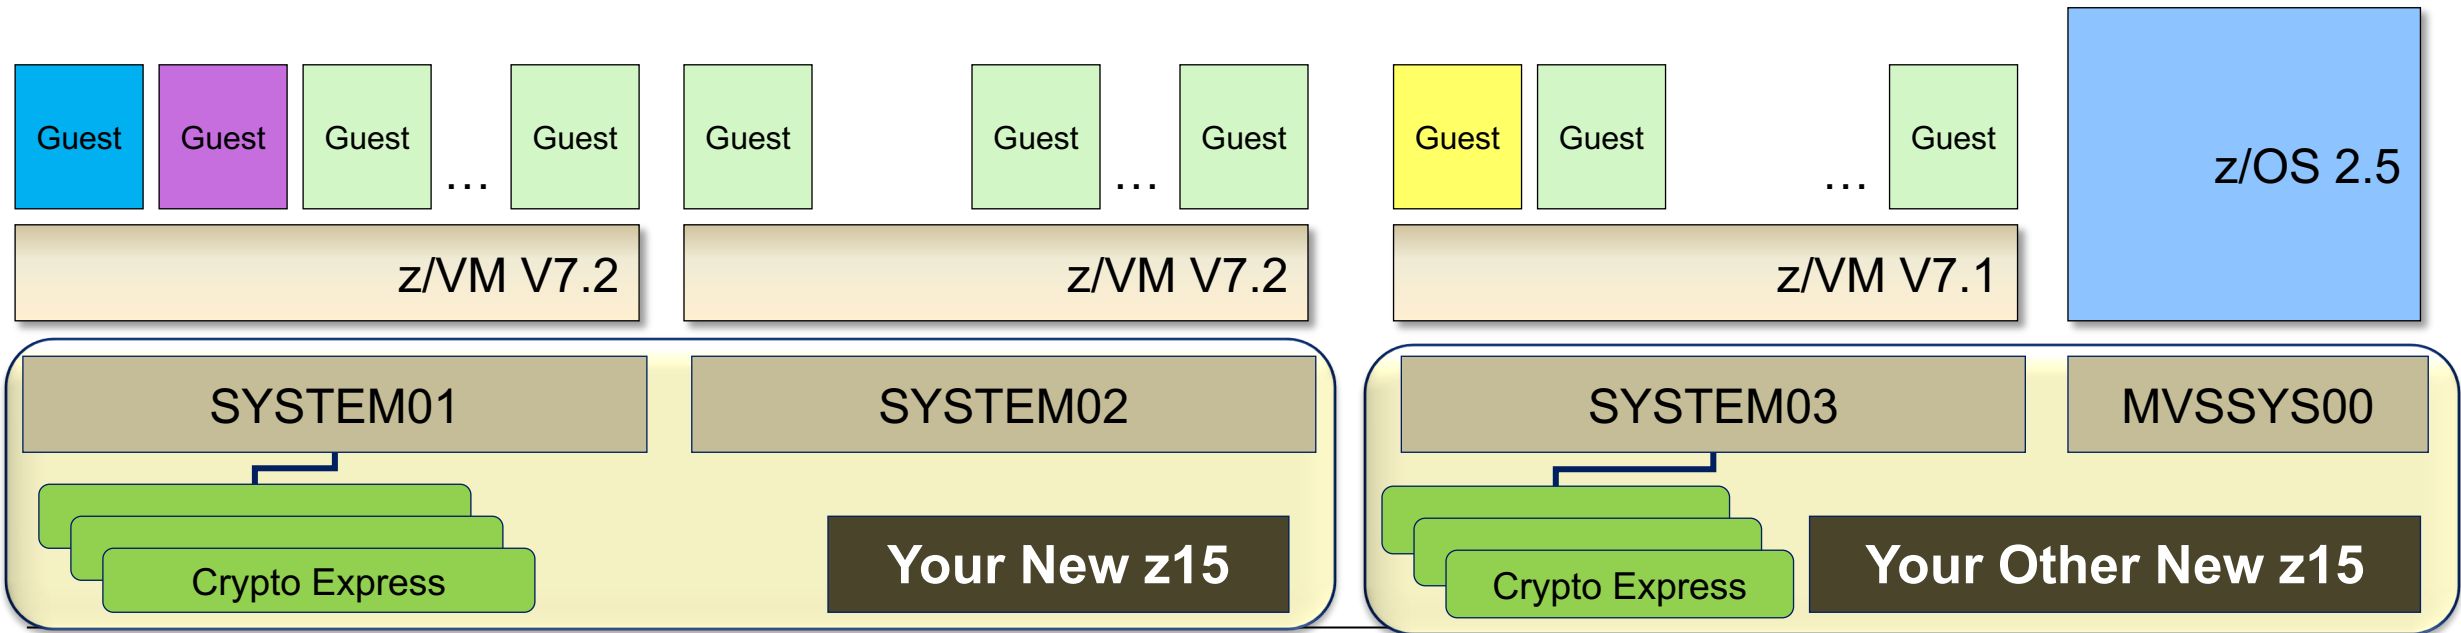 Guest Guest Guest … Guest Guest Guest … Guest Guest Guest … Guest
z/OS 2.5
z/VM V7.2 z/VM V7.2 z/VM V7.1
SYSTEM01 SYSTEM02 SYSTEM03 MVSSYS00
Crypto Express Your New z15 Crypto Express Your Other New z15